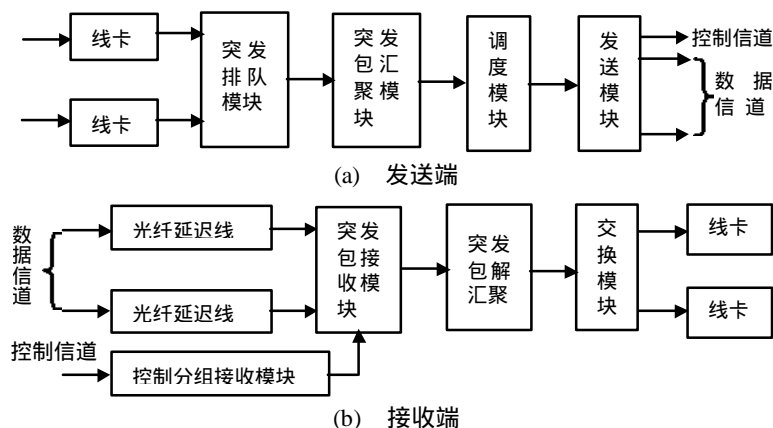 线卡
线卡
突发
排队
模块
突发
包汇
聚模
块
调
度
模
块
发
送
模
块
控制信道
数 据
信 道
(a) 发送端
数
据
信
道
光纤延迟线
光纤延迟线
控制信道
控制分组接收模块
突发
包接
收模
块
突发
包解
汇聚
交
换
模
块
线卡
线卡
(b) 接收端